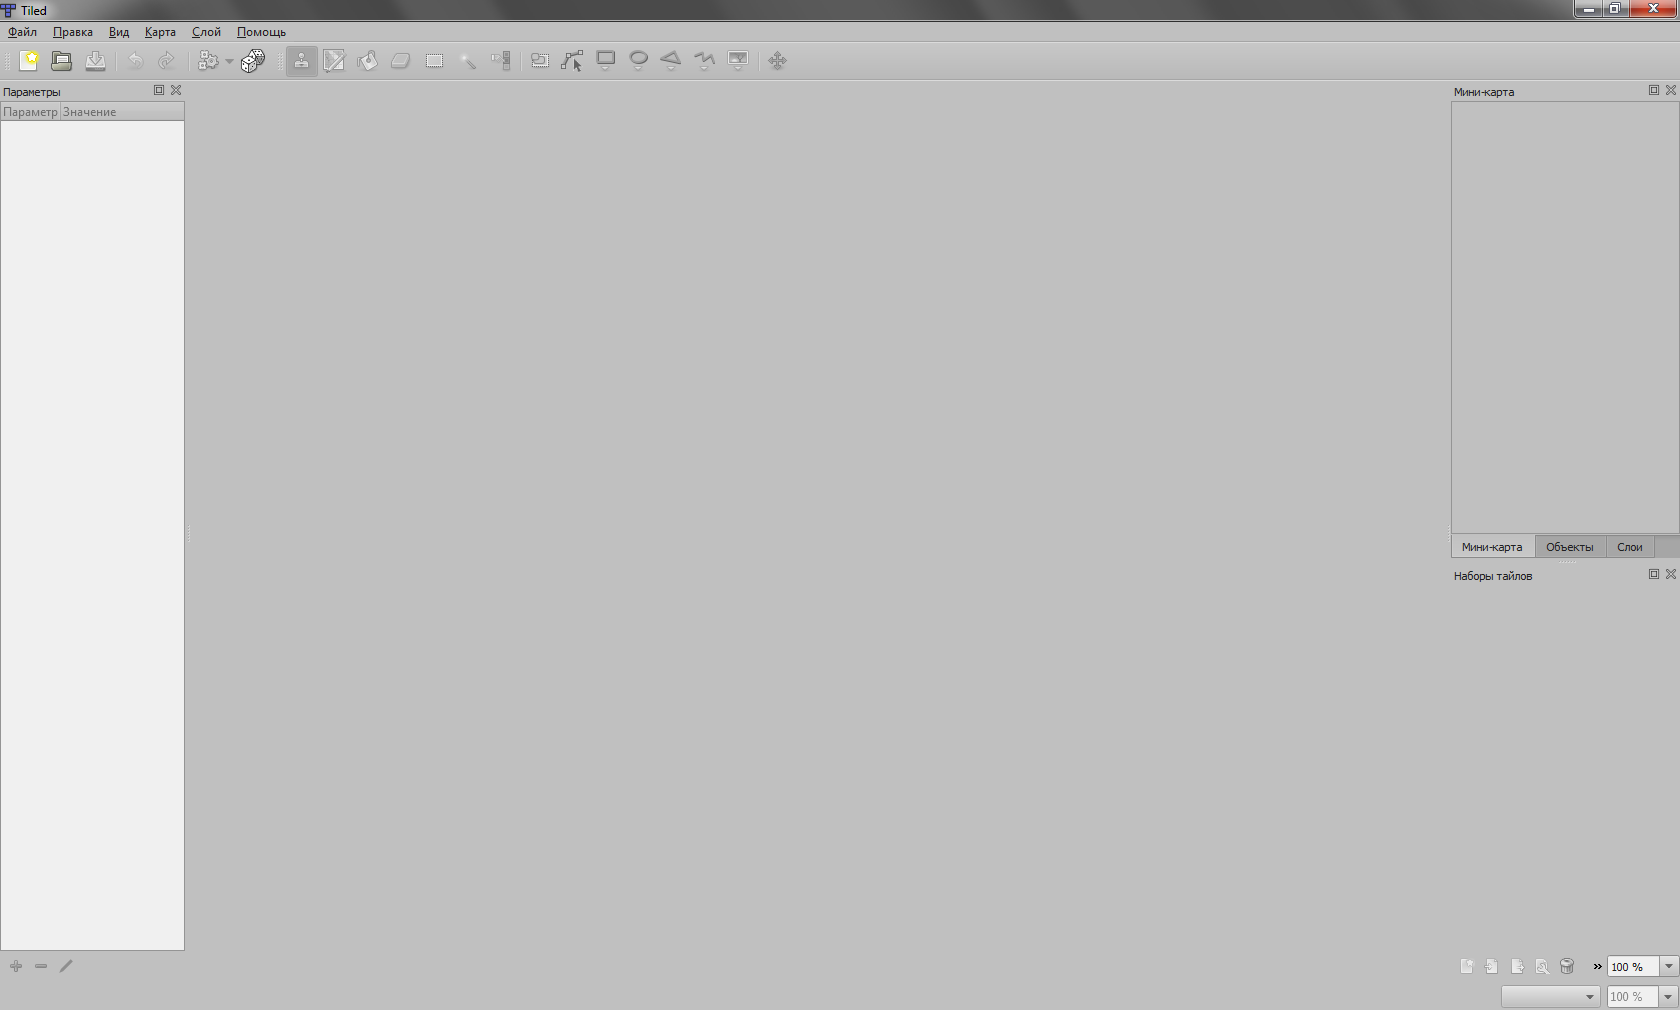 Tiled
Файл Правка Вид Карта Слой Помощь
Параметры
Параметр Значение
Мини-карта
Мини-карта Объекты Слои
Наборы тайлов
» 100 %
100 %